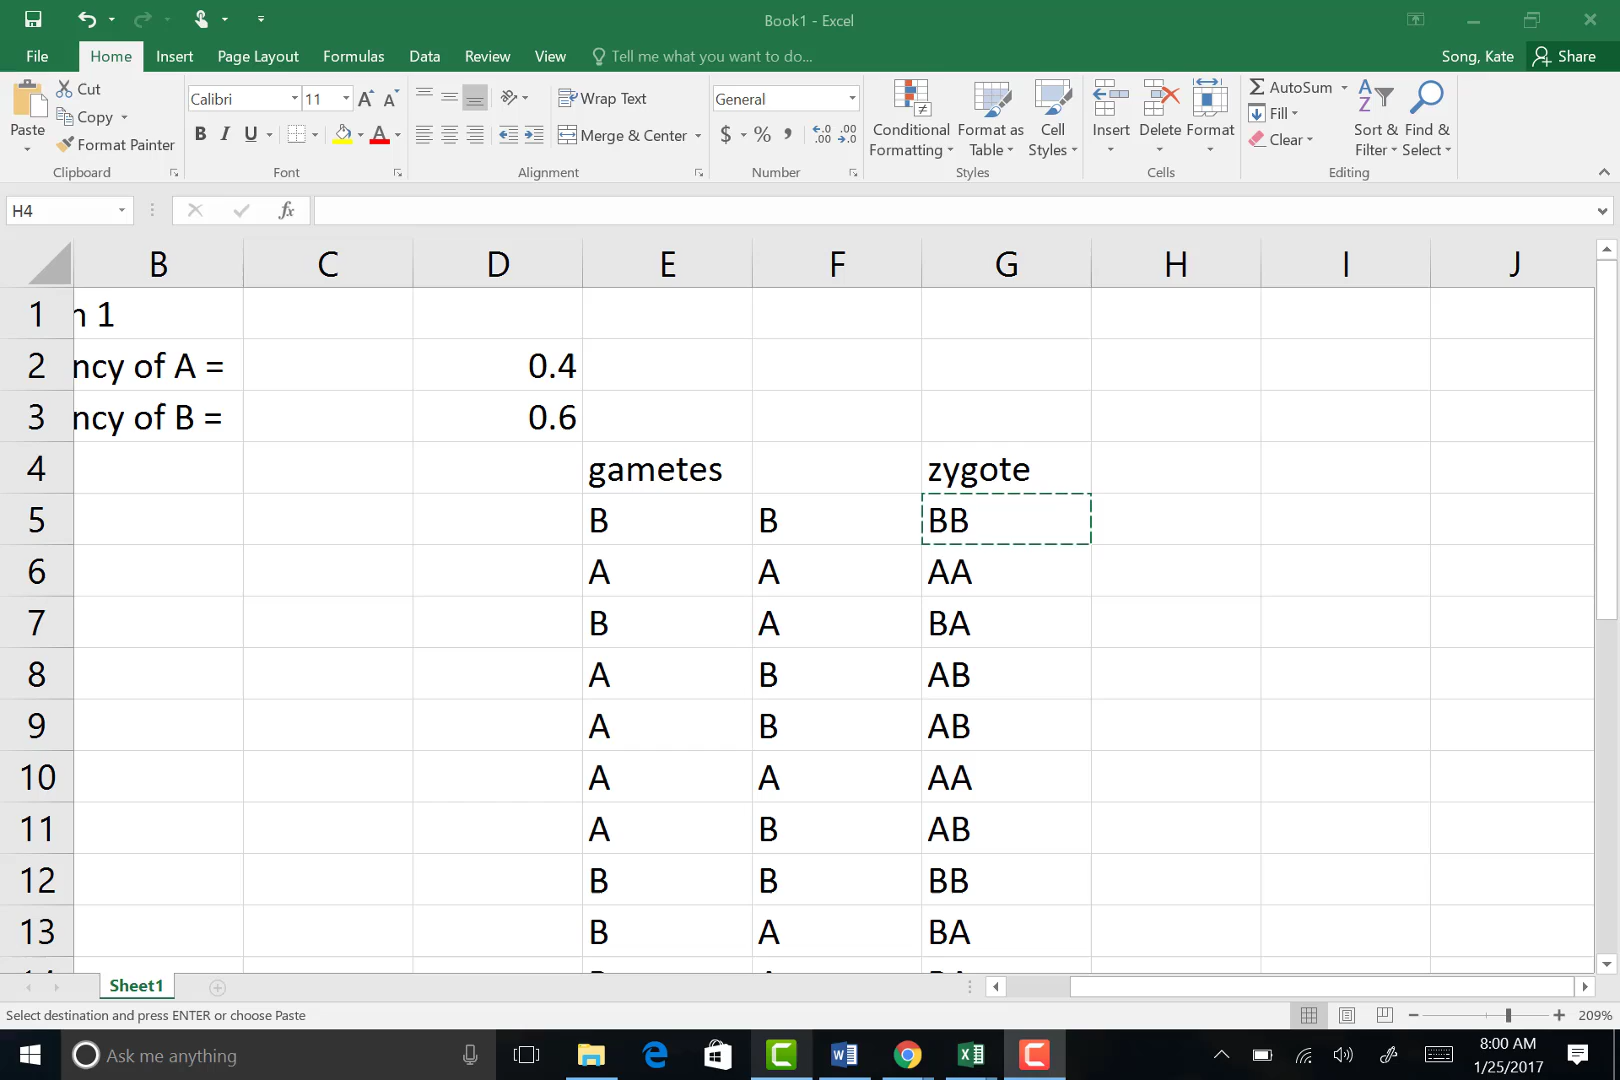 Book1 - Excel
File Home Insert Page Layout Formulas Data Review View Tell me what you want to do... Song, Kate Share
Paste
Cut
Copy
Format Painter
Clipboard
Calibri 11
B I U
Font
Wrap Text
Merge & Center
Alignment
General
$ % ,
Number
Conditional Formatting
Format as Table
Cell Styles
Styles
Insert Delete Format
Cells
AutoSum
Fill
Clear
Sort & Filter
Find & Select
Editing
H4 fx
B C D E F G H I J
1 n 1
2 ncy of A = 0.4
3 ncy of B = 0.6
4 gametes zygote
5 B B BB
6 A A AA
7 B A BA
8 A B AB
9 A B AB
10 A A AA
11 A B AB
12 B B BB
13 B A BA
Sheet1
Select destination and press ENTER or choose Paste 209%
Ask me anything
8:00 AM
1/25/2017